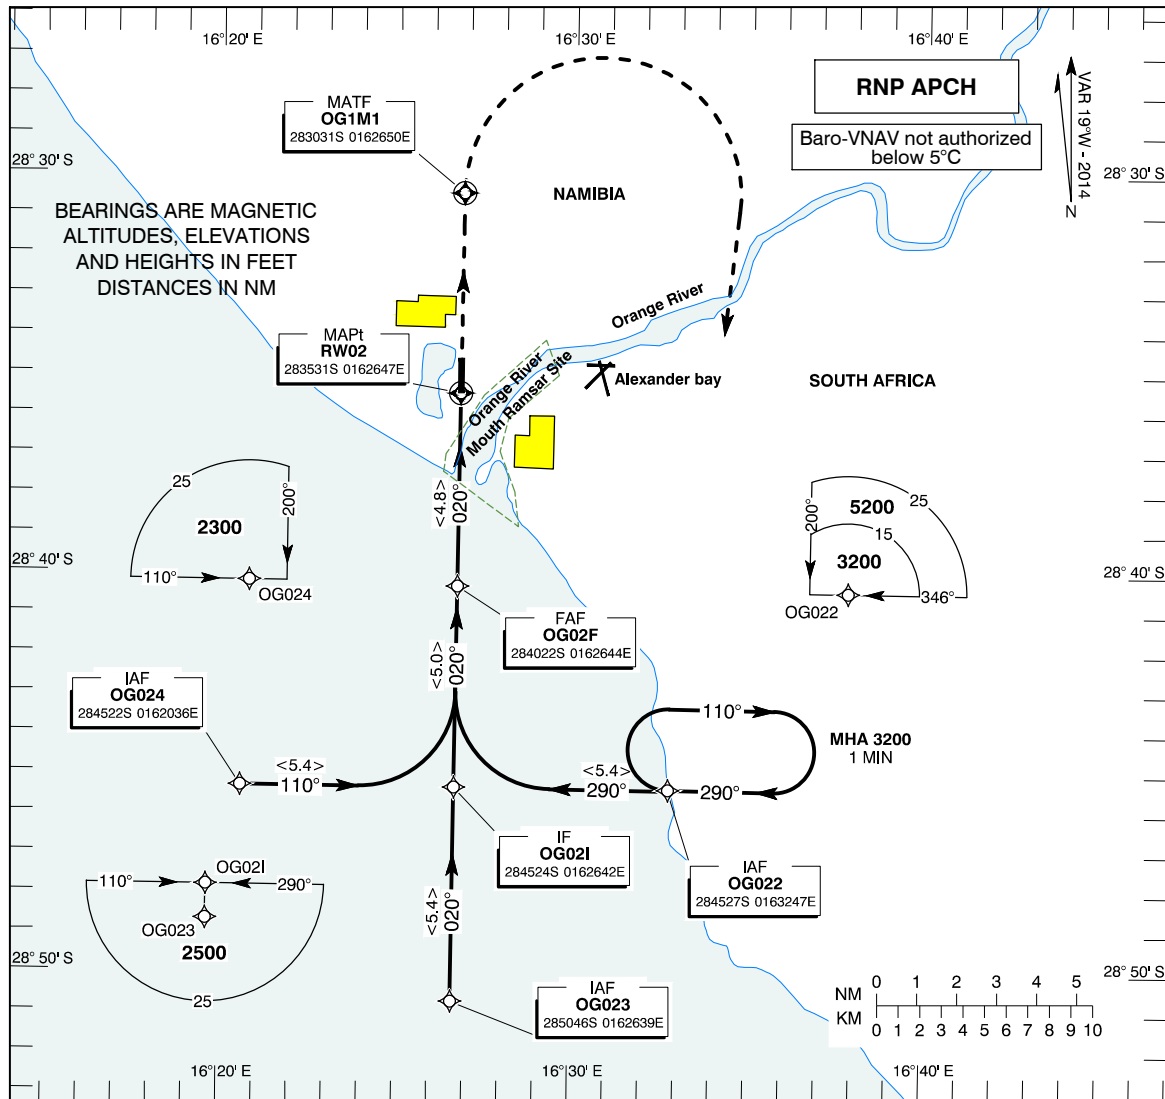 16°20' E
16°30' E
16°40' E
RNP APCH
Baro-VNAV not authorized
below 5°C
VAR 19°W - 2014
N
MATF
OG1M1
283031S 0162650E
28° 30' S
28° 30' S
NAMIBIA
BEARINGS ARE MAGNETIC
ALTITUDES, ELEVATIONS
AND HEIGHTS IN FEET
DISTANCES IN NM
Orange River
MAPt
RW02
283531S 0162647E
Orange River
Mouth Ramsar Site
Alexander bay
SOUTH AFRICA
25
200°
2300
110°
OG024
<4.8>
020°
5200
25
200°
15
3200
OG022
346°
28° 40' S
28° 40' S
FAF
OG02F
284022S 0162644E
<5.0>
020°
IAF
OG024
284522S 0162036E
<5.4>
110°
<5.4>
290°
110°
290°
MHA 3200
1 MIN
IF
OG02I
284524S 0162642E
IAF
OG022
284527S 0163247E
OG02I
110°
290°
OG023
2500
25
<5.4>
020°
28° 50' S
28° 50' S
IAF
OG023
285046S 0162639E
NM
0 1 2 3 4 5
KM
0 1 2 3 4 5 6 7 8 9 10
16°20' E
16°30' E
16°40' E